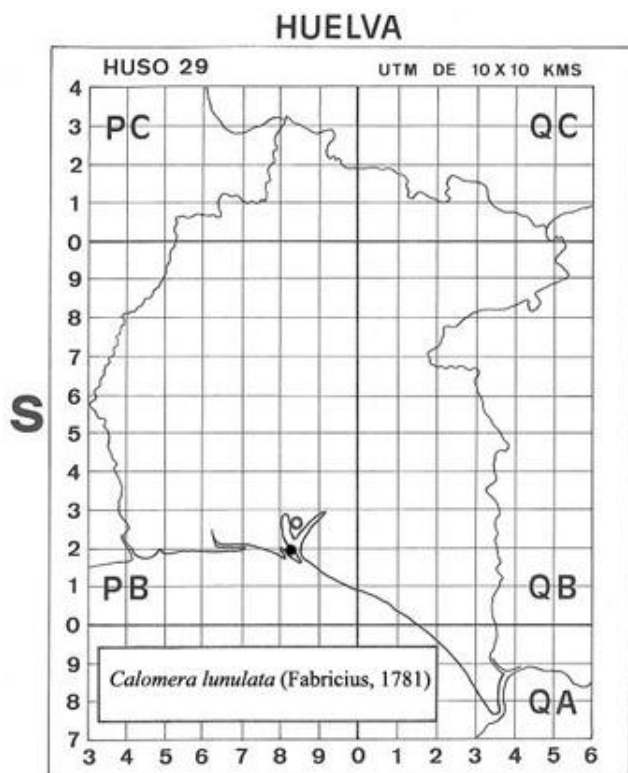 HUELVA
HUSO 29 UTM DE 10 X 10 KMS
4
PC QC
3
2
1
0
9
8
7
6
S
5
4
3
2
PB QB
1
0
9
Calomera lunulata (Fabricius, 1781)
8 QA
7
3 4 5 6 7 8 9 0 1 2 3 4 5 6